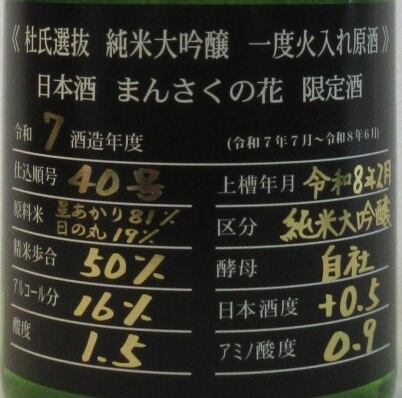 《 杜氏選抜 純米大吟醸 一度火入れ原酒 》
日本酒 まんさくの花 限定酒
令和 7 酒造年度 (令和7年7月～令和8年6月)
仕込順号 40号
上槽年月 令和8年2月
原料米 星あかり81% 日の丸19%
区分 純米大吟醸
精米歩合 50%
酵母 自社
アルコール分 16%
日本酒度 +0.5
酸度 1.5
アミノ酸度 0.9